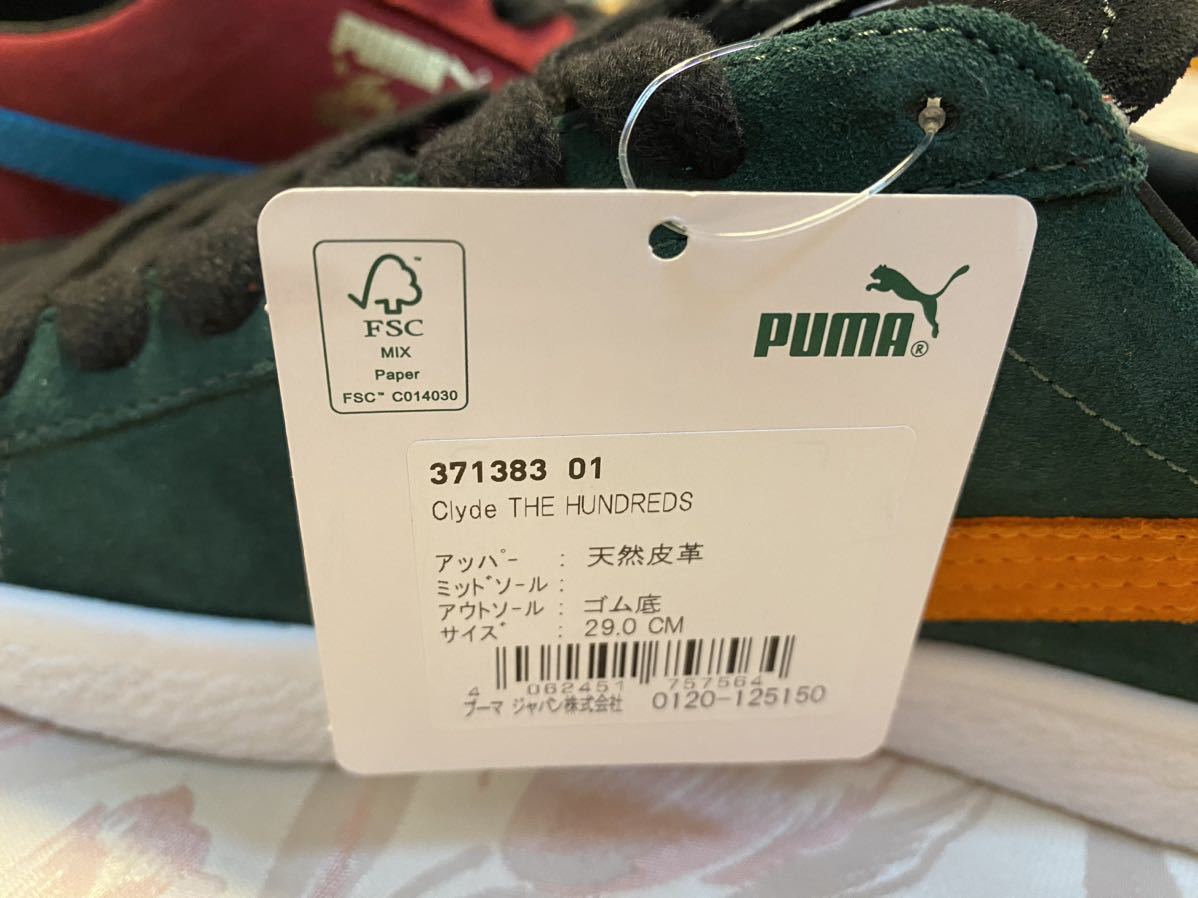 PUMA
FSC
MIX
Paper
FSC™ C014030
PUMA®
371383 01
Clyde THE HUNDREDS
アッパー : 天然皮革
ミッドソール :
アウトソール : ゴム底
サイズ : 29.0 CM
4 062451 757564
プーマ ジャパン株式会社 0120-125150